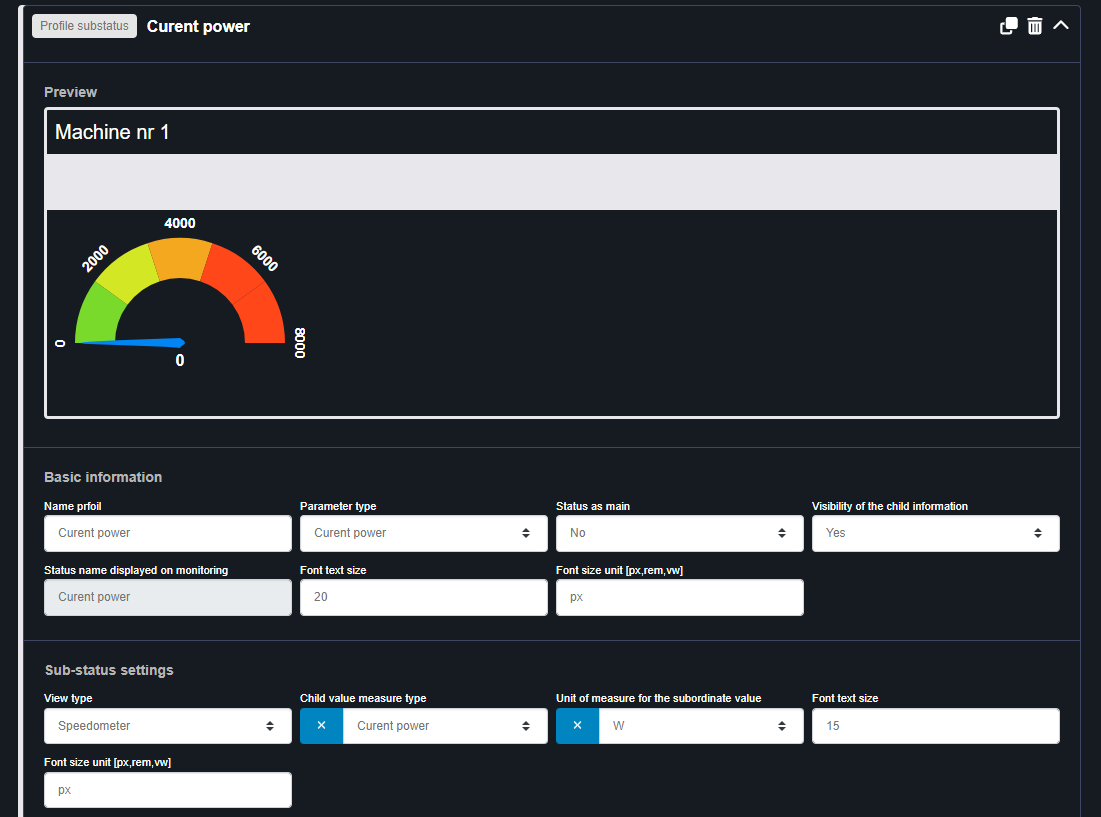 Profile substatus Curent power
Preview
Machine nr 1
4000
2000
6000
0
8000
0
Basic information
Name prfoil Parameter type Status as main Visibility of the child information
Curent power Curent power No Yes
Status name displayed on monitoring Font text size Font size unit [px,rem,vw]
Curent power 20 px
Sub-status settings
View type Child value measure type Unit of measure for the subordinate value Font text size
Speedometer × Curent power × W 15
Font size unit [px,rem,vw]
px